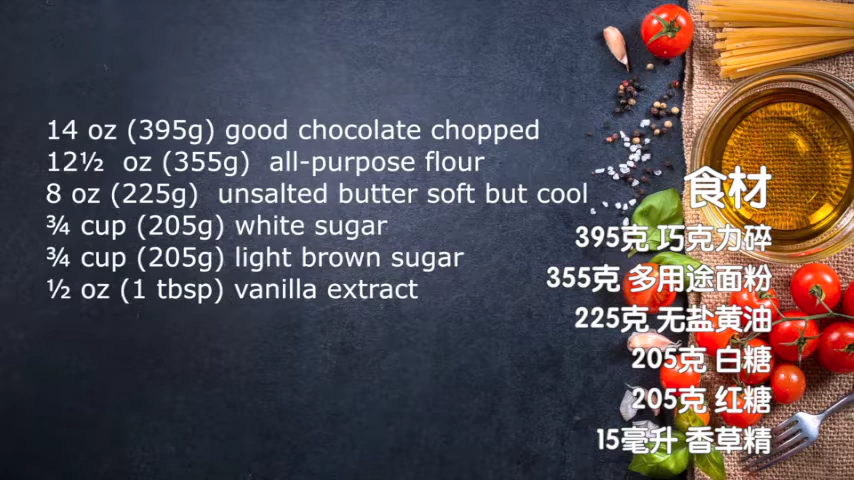 14 oz (395g) good chocolate chopped
12½ oz (355g) all-purpose flour
8 oz (225g) unsalted butter soft but cool
¾ cup (205g) white sugar
¾ cup (205g) light brown sugar
½ oz (1 tbsp) vanilla extract
食材
395克 巧克力碎
355克 多用途面粉
225克 无盐黄油
205克 白糖
205克 红糖
15毫升 香草精